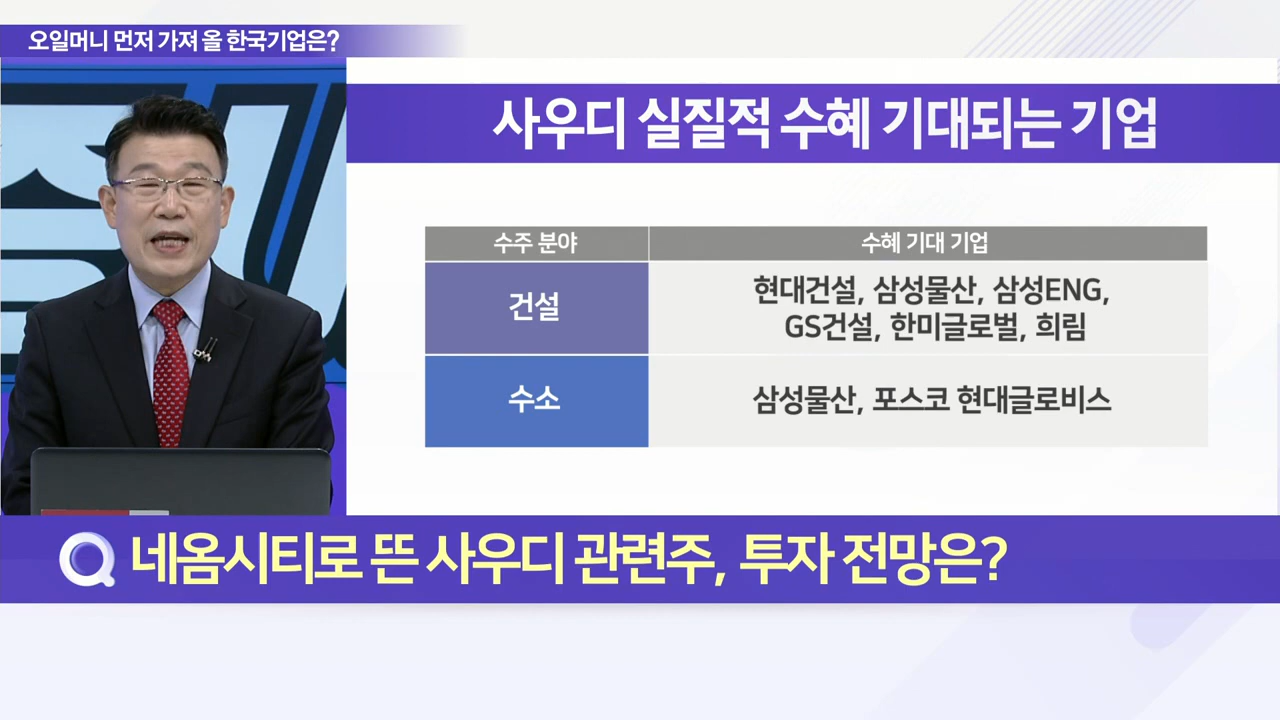 오일머니 먼저 가져 올 한국기업은?
사우디 실질적 수혜 기대되는 기업
수주 분야
수혜 기대 기업
건설
현대건설, 삼성물산, 삼성ENG,
GS건설, 한미글로벌, 희림
수소
삼성물산, 포스코 현대글로비스
네옴시티로 뜬 사우디 관련주, 투자 전망은?